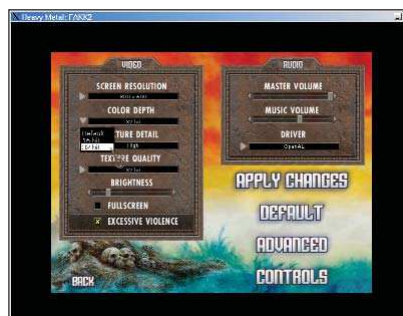 Heavy Metal: FAKK2
VIDEO
SCREEN RESOLUTION
COLOR DEPTH
Default
TURE DETAIL
High
TEXTURE QUALITY
BRIGHTNESS
FULLSCREEN
EXCESSIVE VIOLENCE
AUDIO
MASTER VOLUME
MUSIC VOLUME
DRIVER
OpenAL
APPLY CHANGES
DEFAULT
ADVANCED
CONTROLS
BACK